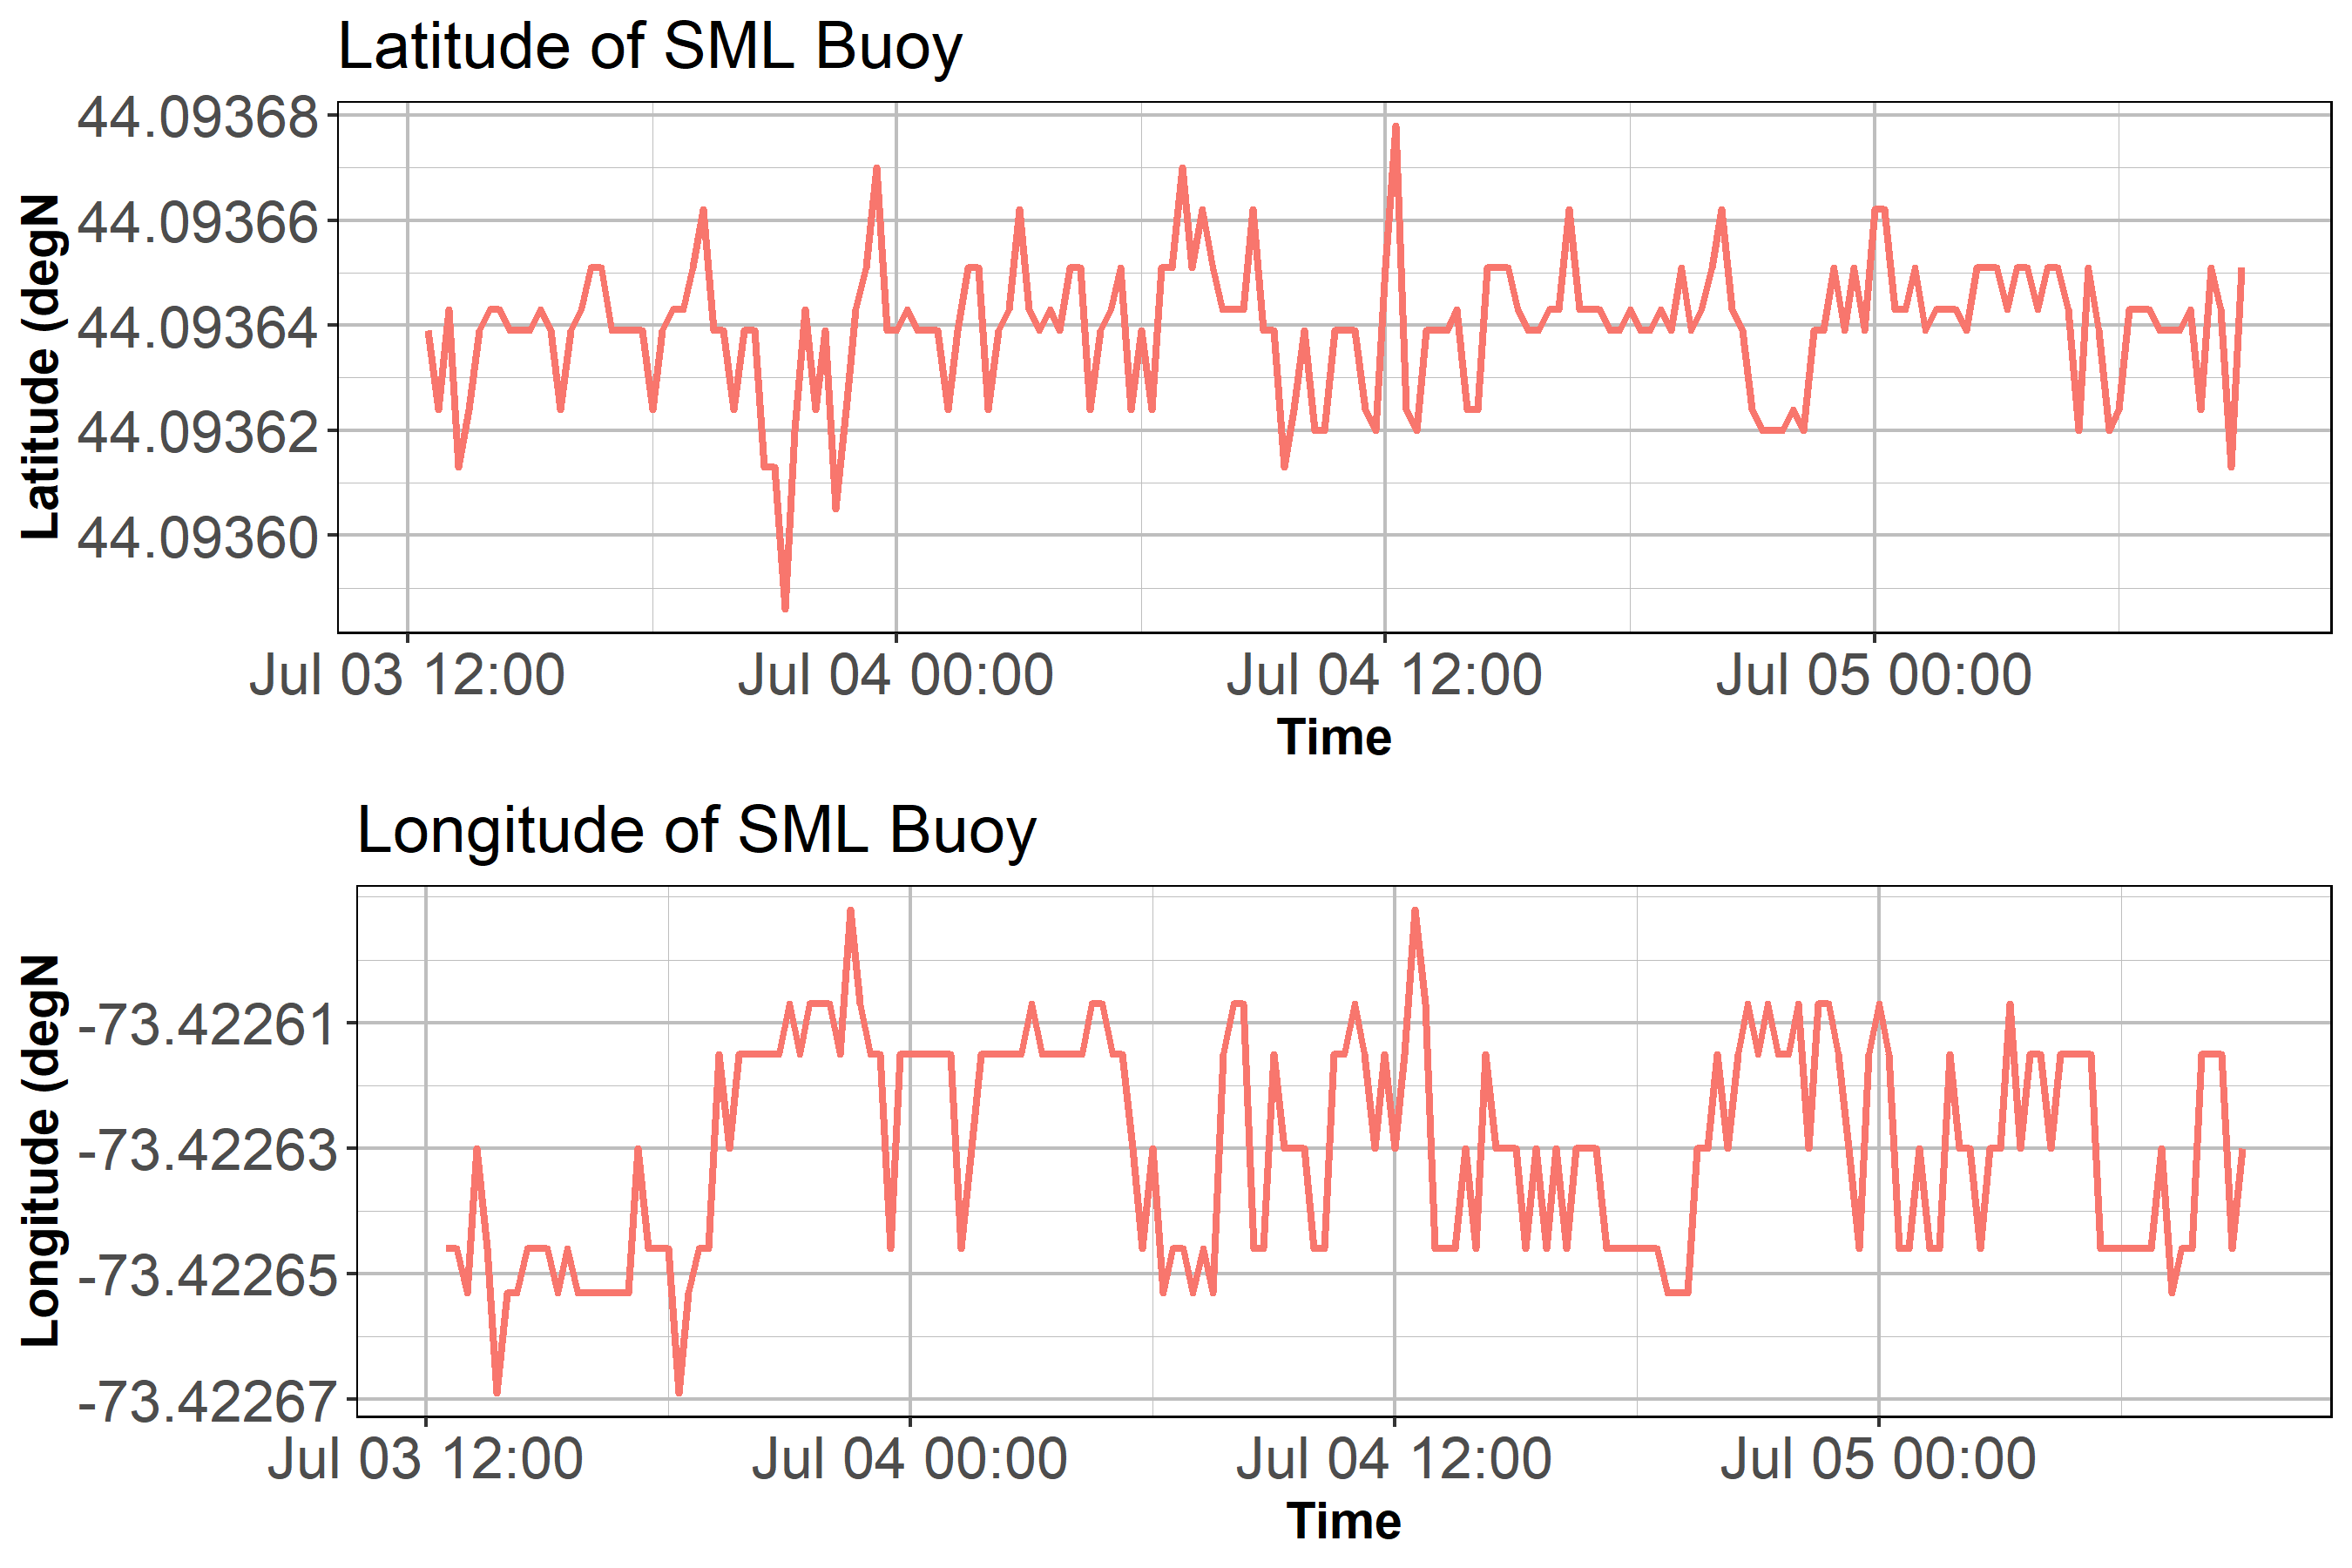 Latitude of SML Buoy
44.09368
44.09366
44.09364
44.09362
44.09360
Latitude (degN
Jul 03 12:00 Jul 04 00:00 Jul 04 12:00 Jul 05 00:00
Time
Longitude of SML Buoy
-73.42261
-73.42263
-73.42265
-73.42267
Longitude (degN
Jul 03 12:00 Jul 04 00:00 Jul 04 12:00 Jul 05 00:00
Time